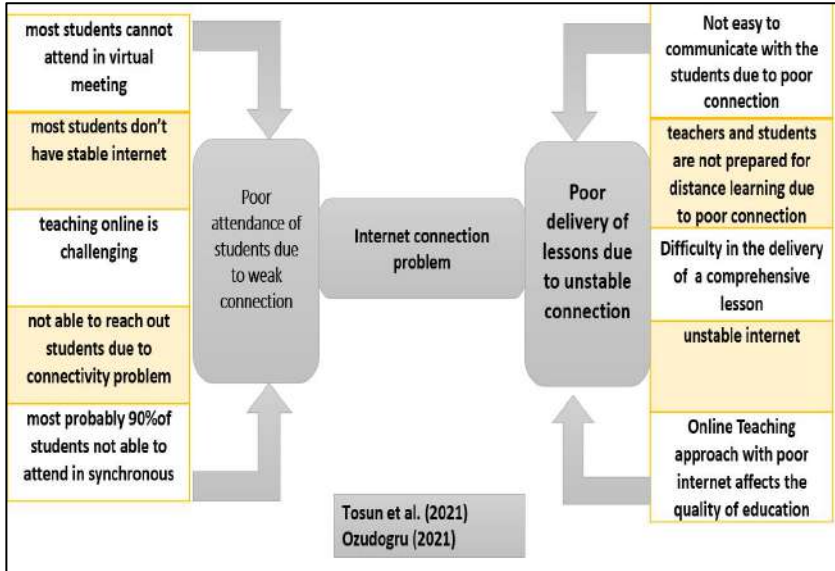 most students cannot
attend in virtual
meeting
most students don't
have stable internet
teaching online is
challenging
not able to reach out
students due to
connectivity problem
most probably 90%of
students not able to
attend in synchronous
Poor
attendance of
students due
to weak
connection
Internet connection
problem
Poor
delivery of
lessons due
to unstable
connection
Not easy to
communicate with the
students due to poor
connection
teachers and students
are not prepared for
distance learning due
to poor connection
Difficulty in the delivery
of a comprehensive
lesson
unstable internet
Online Teaching
approach with poor
internet affects the
quality of education
Tosun et al. (2021)
Ozudogru (2021)